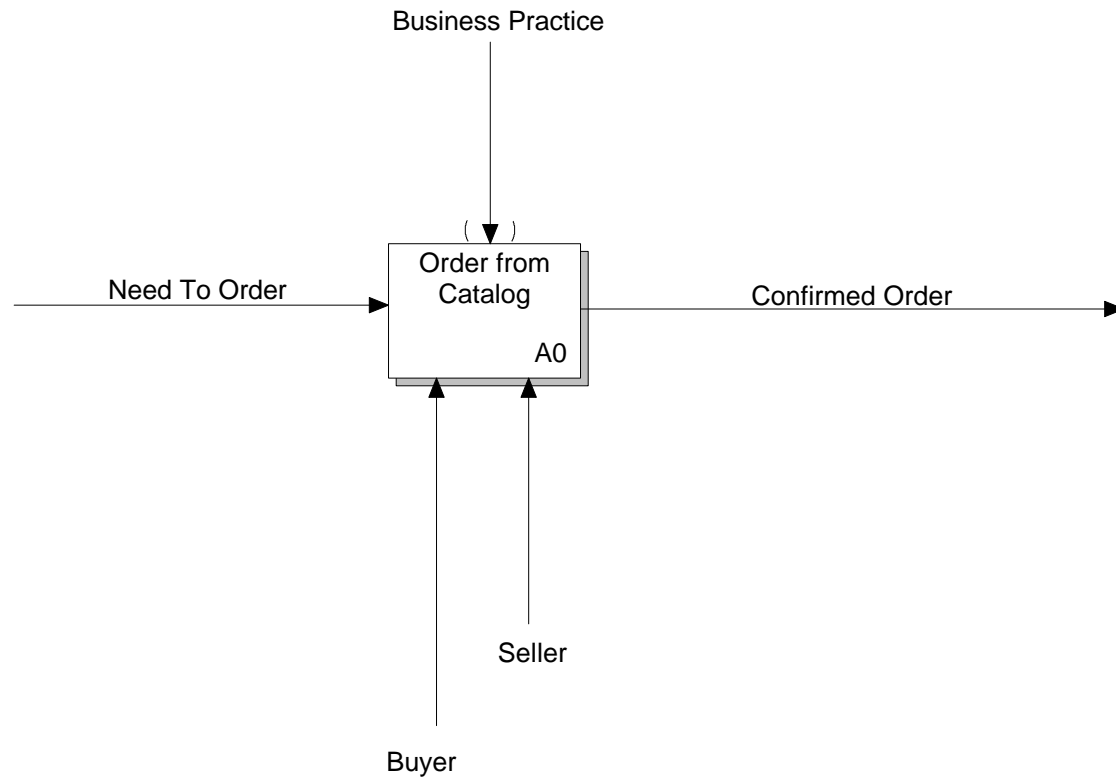 Business Practice
( )
Order from
Catalog
Need To Order
Confirmed Order
A0
Seller
Buyer